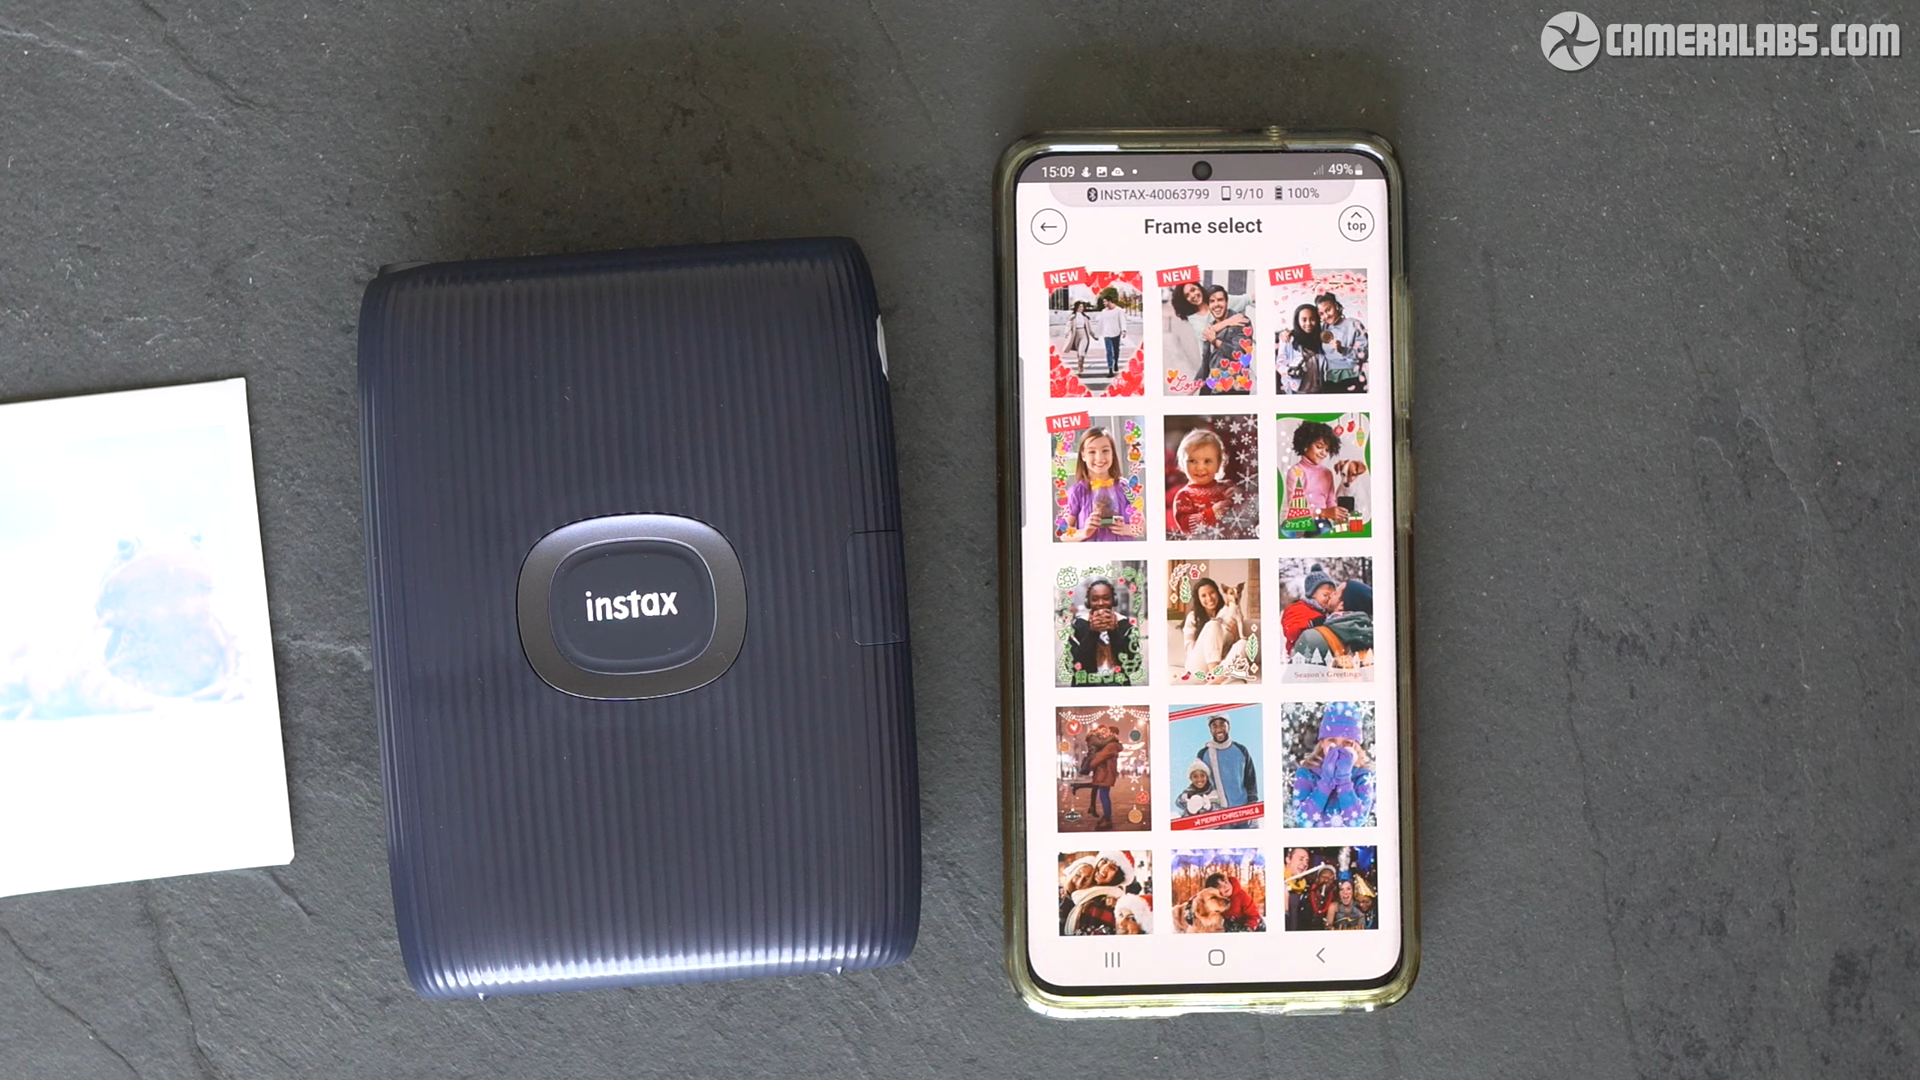 CAMERALABS.COM
15:09
49%
INSTAX-40063799 9/10 100%
Frame select
top
NEW
NEW
NEW
Love
NEW
Season's Greetings
MERRY CHRISTMAS
instax